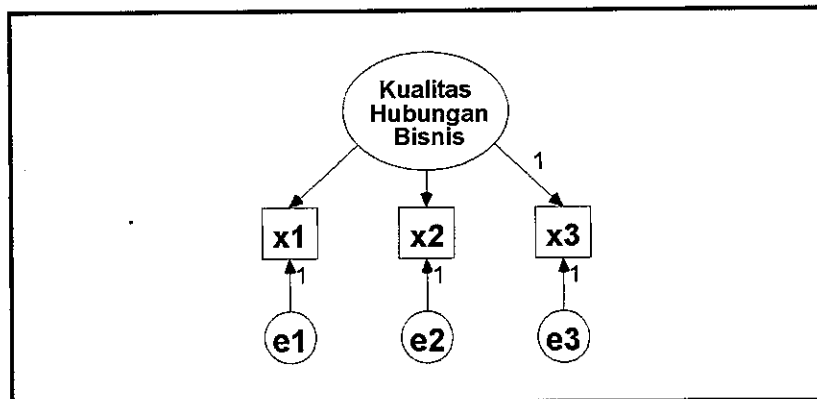 Kualitas
Hubungan
Bisnis
1
x1 x2 x3
1 1 1
e1 e2 e3